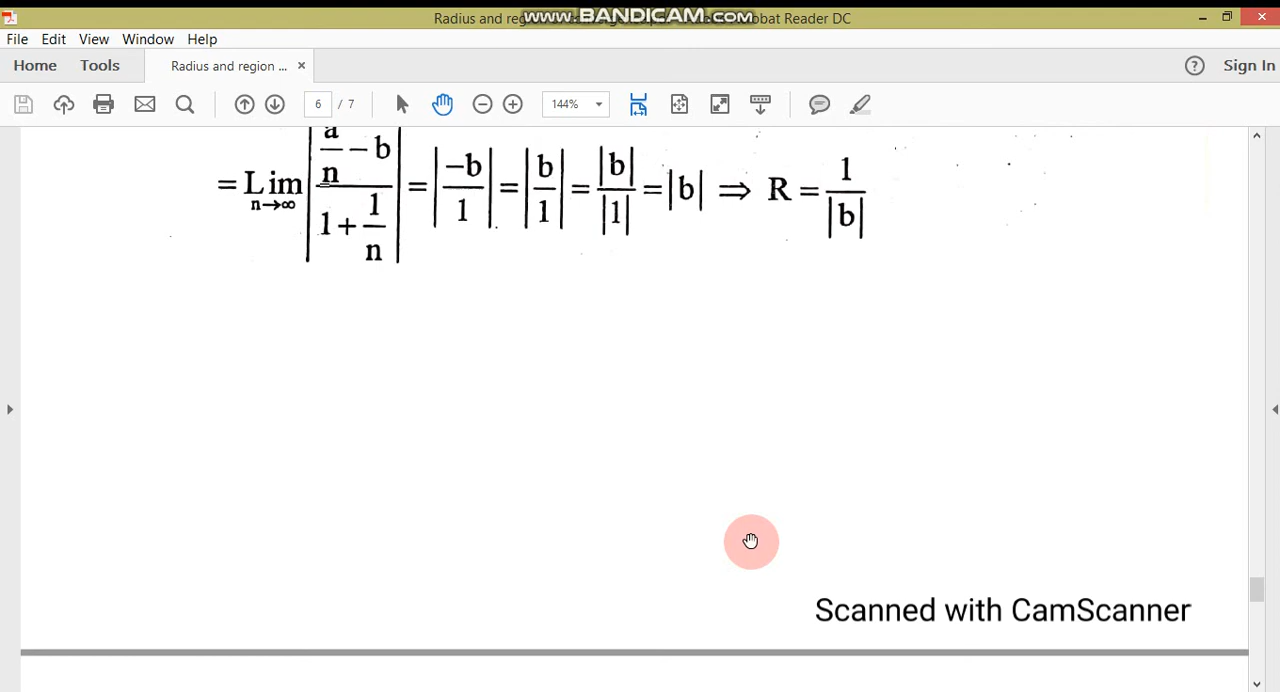 Radius and reg
www.BANDICAM.com
obat Reader DC
File Edit View Window Help
Home Tools Radius and region ... × ? Sign In
6 / 7 144%
= Lim n→∞ | (a/n − b) / (1 + 1/n) | = | −b/1 | = | b/1 | = |b|/|1| = |b| ⇒ R = 1/|b|
Scanned with CamScanner